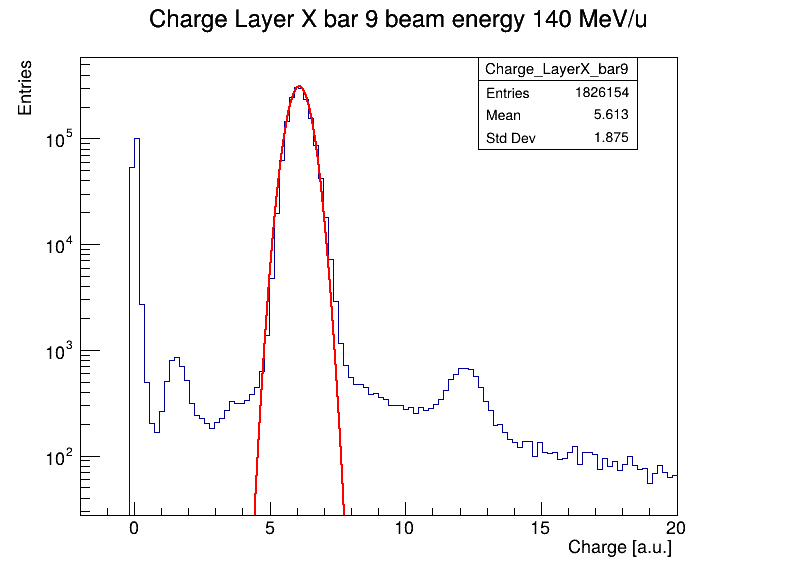 Charge Layer X bar 9 beam energy 140 MeV/u
Entries
Charge_LayerX_bar9
Entries 1826154
Mean 5.613
Std Dev 1.875
10^5
10^4
10^3
10^2
0 5 10 15 20
Charge [a.u.]